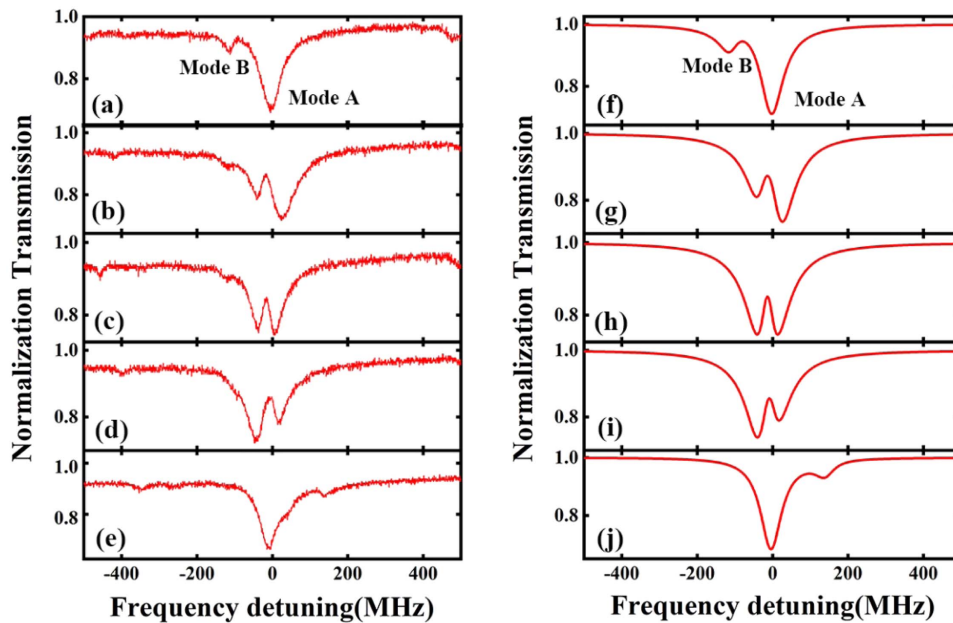 Normalization Transmission
1.0
0.8
Mode B
Mode A
(a)
1.0
0.8
(b)
1.0
0.8
(c)
1.0
0.8
(d)
1.0
0.8
(e)
-400 -200 0 200 400
Frequency detuning(MHz)
Normalization Transmission
1.0
0.8
Mode B
Mode A
(f)
1.0
0.8
(g)
1.0
0.8
(h)
1.0
0.8
(i)
1.0
0.8
(j)
-400 -200 0 200 400
Frequency detuning(MHz)